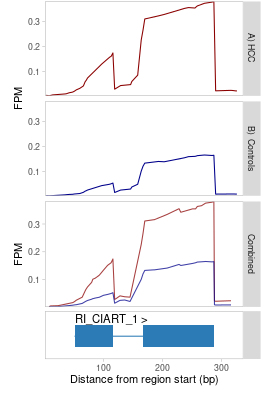 0.3
0.2
0.1
FPM
A) HCC
0.3
0.2
0.1
B) Controls
0.3
0.2
0.1
FPM
Combined
RI_CIART_1 >
100
200
300
Distance from region start (bp)